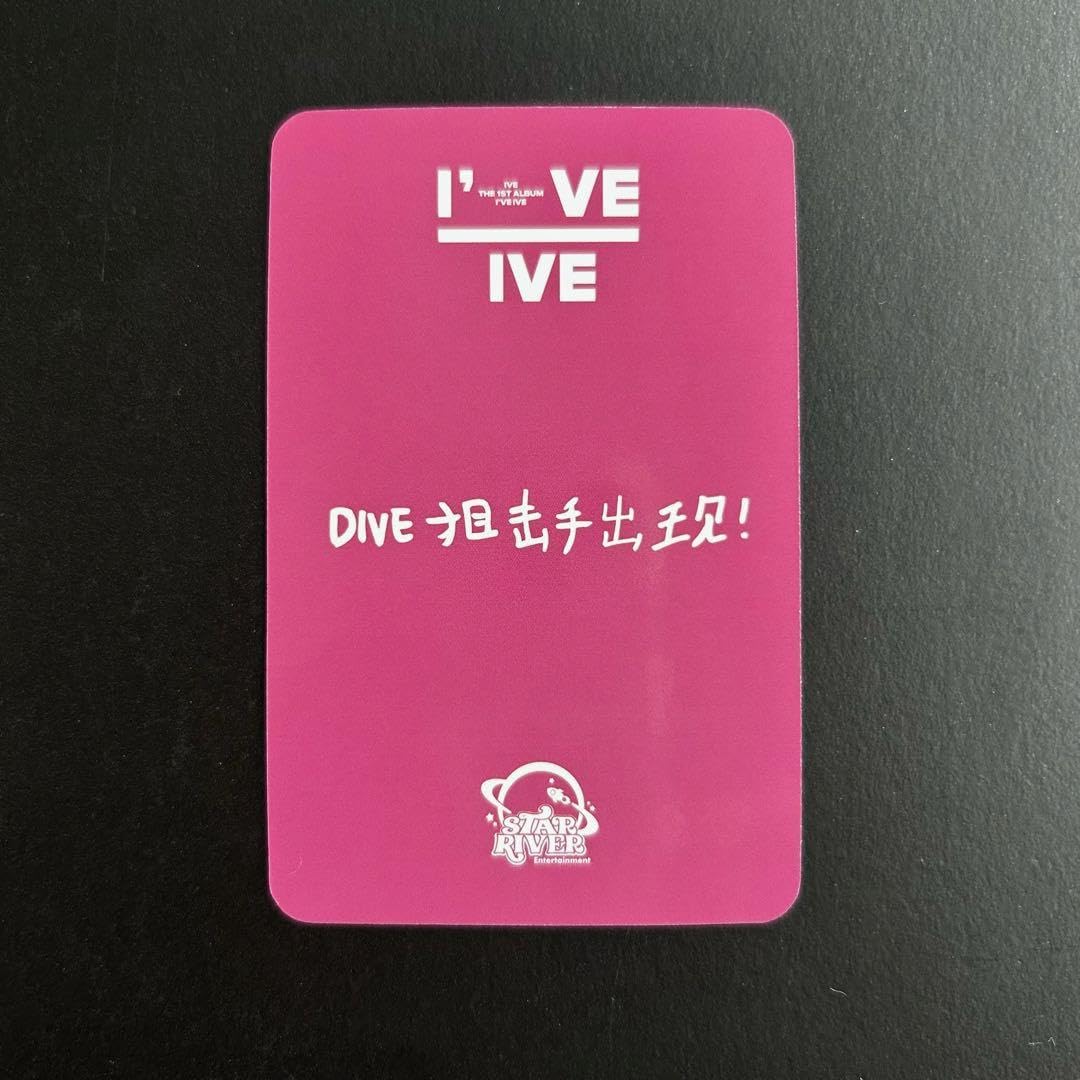 I' VE
IVE
THE 1ST ALBUM
I'VE IVE
IVE
DIVE 狙击手出现!
STAR
RIVER
Entertainment